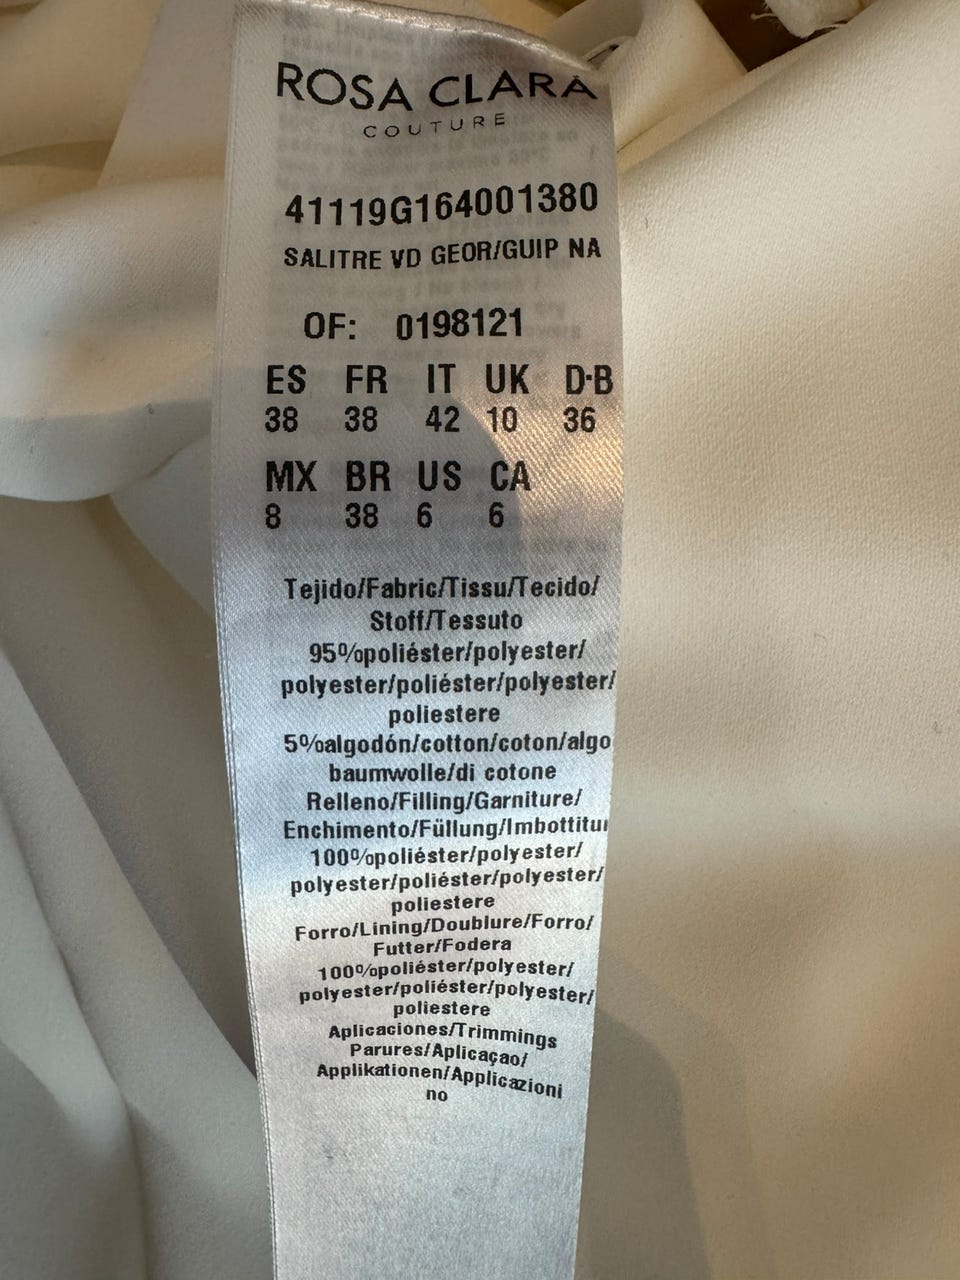 ROSA CLARÁ
COUTURE
41119G164001380
SALITRE VD GEOR/GUIP NA
OF: 0198121
ES FR IT UK D·B
38 38 42 10 36
MX BR US CA
8 38 6 6
Tejido/Fabric/Tissu/Tecido/
Stoff/Tessuto
95%poliéster/polyester/
polyester/poliéster/polyester/
poliestere
5%algodón/cotton/coton/algo
baumwolle/di cotone
Relleno/Filling/Garniture/
Enchimento/Füllung/Imbottitur
100%poliéster/polyester/
polyester/poliéster/polyester/
poliestere
Forro/Lining/Doublure/Forro/
Futter/Fodera
100%poliéster/polyester/
polyester/poliéster/polyester/
poliestere
Aplicaciones/Trimmings
Parures/Aplicaçao/
Applikationen/Applicazioni
no